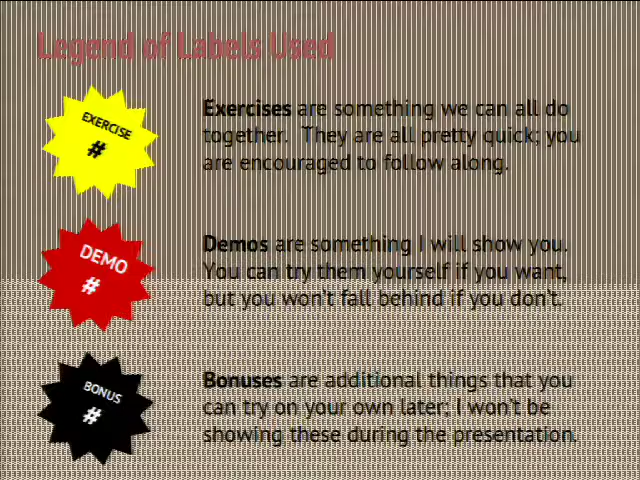 Legend of Labels Used
EXERCISE
#
Exercises are something we can all do
together. They are all pretty quick; you
are encouraged to follow along.
DEMO
#
Demos are something I will show you.
You can try them yourself if you want,
but you won't fall behind if you don't.
BONUS
#
Bonuses are additional things that you
can try on your own later; I won't be
showing these during the presentation.